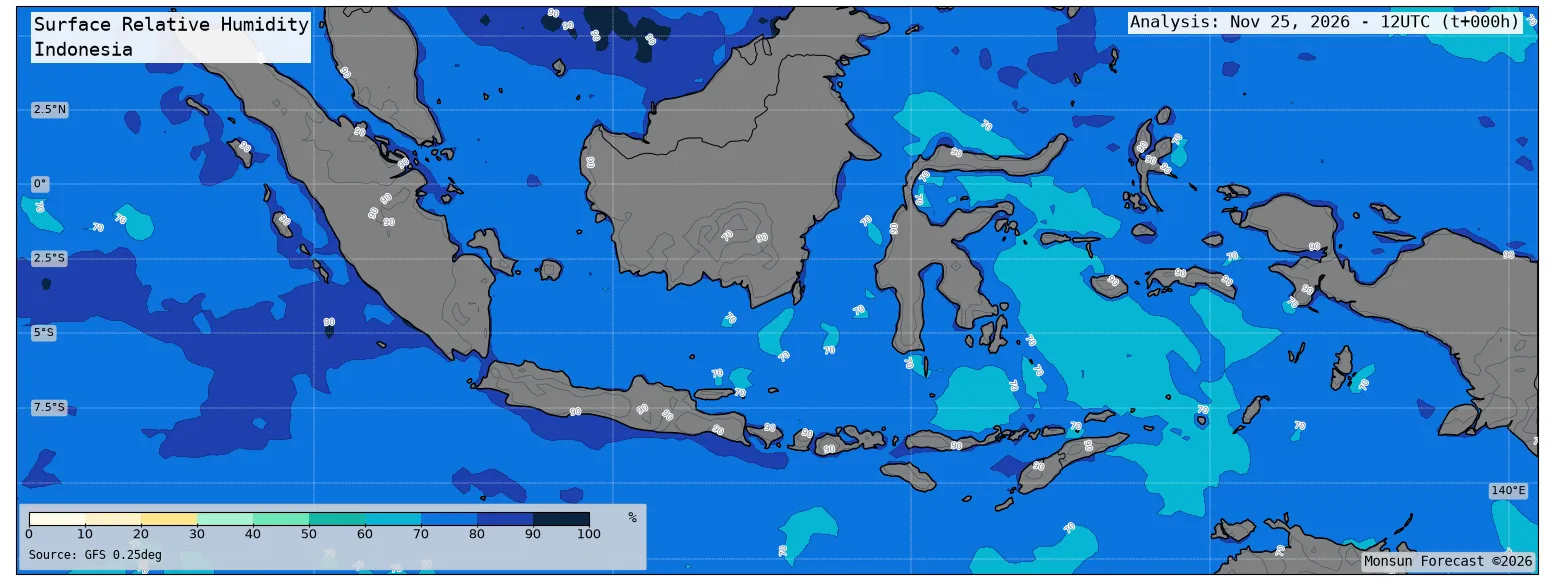 Surface Relative Humidity
Indonesia
Analysis: Nov 25, 2026 - 12UTC (t+000h)
2.5°N
0°
2.5°S
5°S
7.5°S
140°E
0 10 20 30 40 50 60 70 80 90 100
%
Source: GFS 0.25deg
Monsun Forecast ©2026